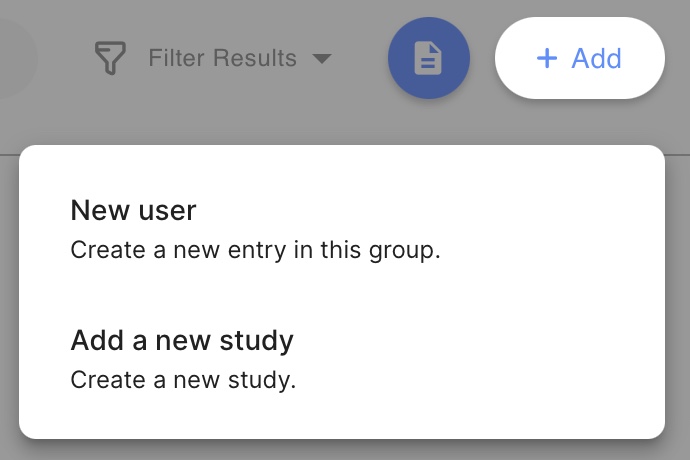 Filter Results
+ Add
New user
Create a new entry in this group.
Add a new study
Create a new study.